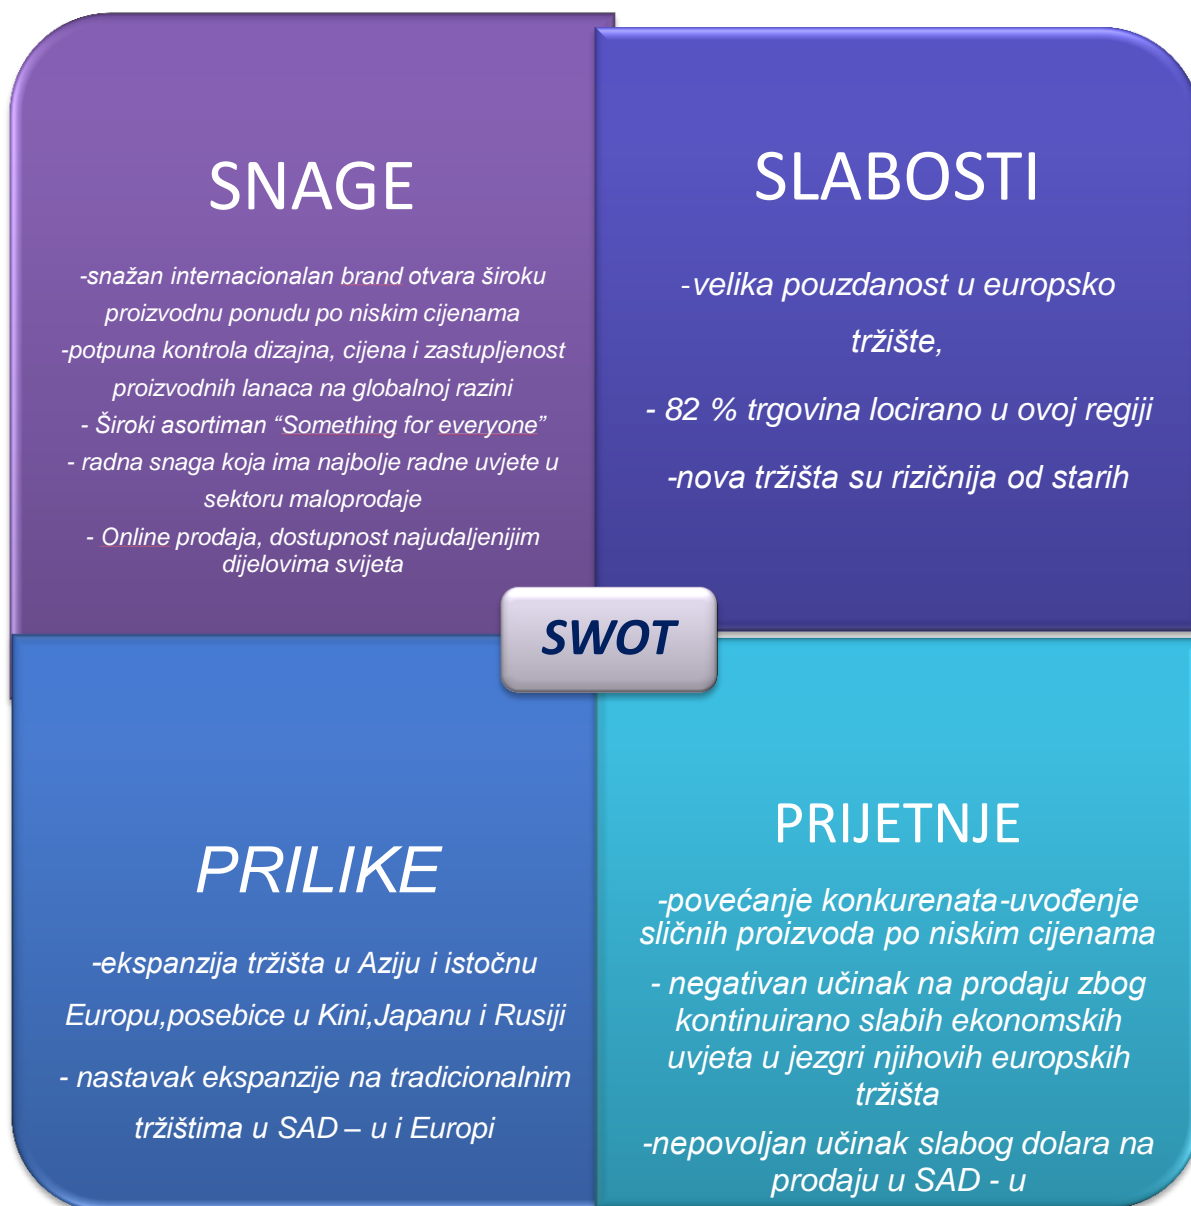 SNAGE
-snažan internacionalan brand otvara široku
proizvodnu ponudu po niskim cijenama
-potpuna kontrola dizajna, cijena i zastupljenost
proizvodnih lanaca na globalnoj razini
- Široki asortiman “Something for everyone”
- radna snaga koja ima najbolje radne uvjete u
sektoru maloprodaje
- Online prodaja, dostupnost najudaljenijim
dijelovima svijeta
SLABOSTI
-velika pouzdanost u europsko
tržište,
- 82 % trgovina locirano u ovoj regiji
-nova tržišta su rizičnija od starih
SWOT
PRILIKE
-ekspanzija tržišta u Aziju i istočnu
Europu,posebice u Kini,Japanu i Rusiji
- nastavak ekspanzije na tradicionalnim
tržištima u SAD – u i Europi
PRIJETNJE
-povećanje konkurenata-uvođenje
sličnih proizvoda po niskim cijenama
- negativan učinak na prodaju zbog
kontinuirano slabih ekonomskih
uvjeta u jezgri njihovih europskih
tržišta
-nepovoljan učinak slabog dolara na
prodaju u SAD - u